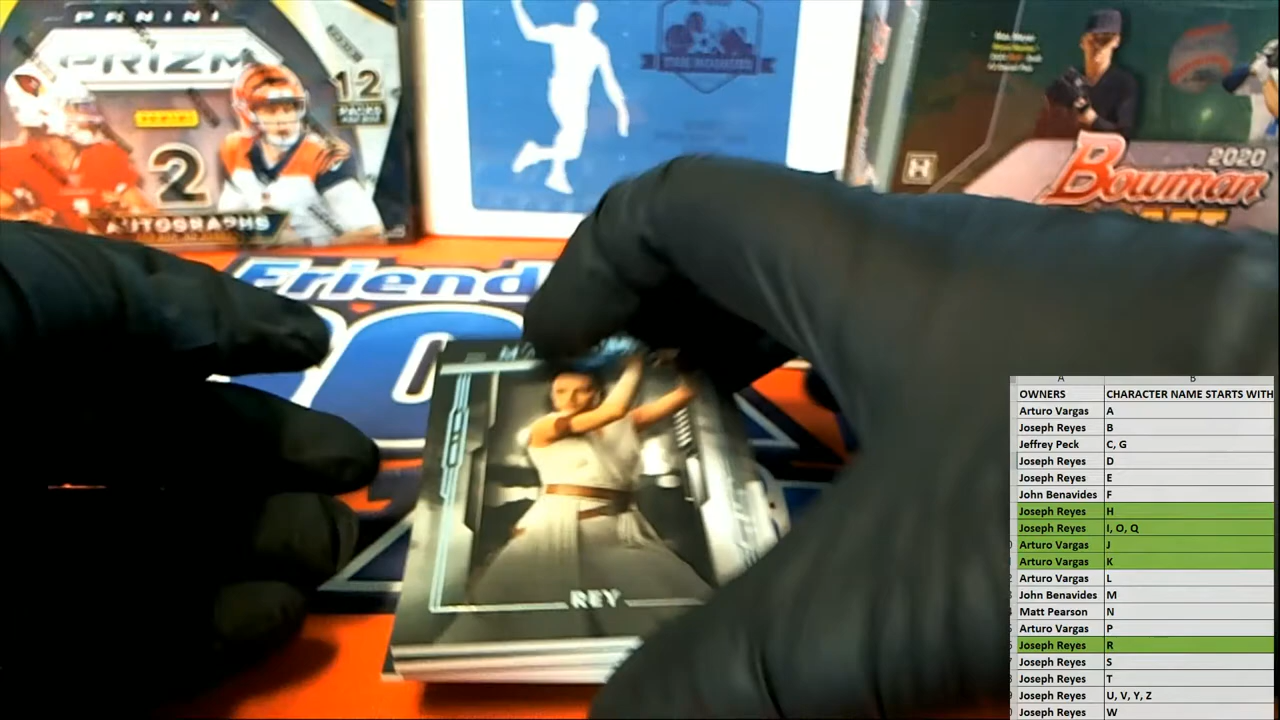 PANINI
PRIZM
12
PACKS
2
AUTOGRAPHS
H
2020
Bowman
Friend
REY
A B
OWNERS CHARACTER NAME STARTS WITH
Arturo Vargas A
Joseph Reyes B
Jeffrey Peck C, G
Joseph Reyes D
Joseph Reyes E
John Benavides F
Joseph Reyes H
Joseph Reyes I, O, Q
Arturo Vargas J
Arturo Vargas K
Arturo Vargas L
John Benavides M
Matt Pearson N
Arturo Vargas P
Joseph Reyes R
Joseph Reyes S
Joseph Reyes T
Joseph Reyes U, V, Y, Z
Joseph Reyes W